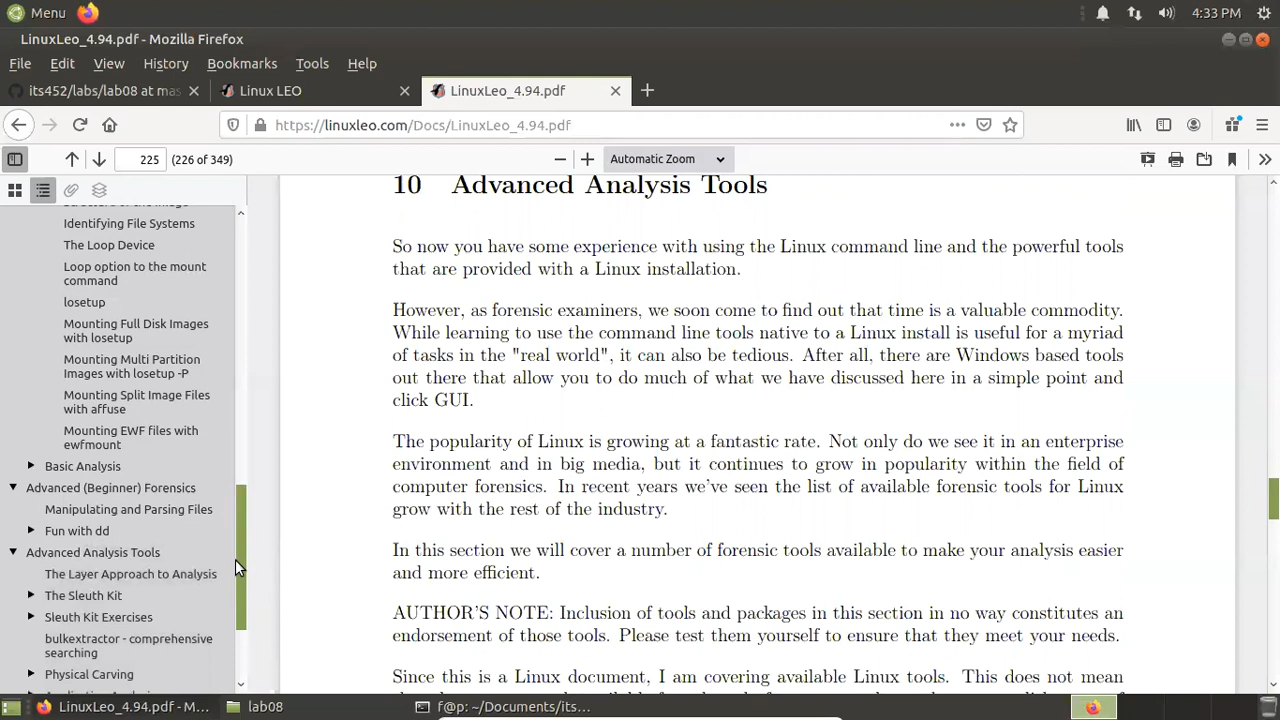 Menu
4:33 PM
LinuxLeo_4.94.pdf - Mozilla Firefox
File Edit View History Bookmarks Tools Help
its452/labs/lab08 at mas
Linux LEO
LinuxLeo_4.94.pdf
https://linuxleo.com/Docs/LinuxLeo_4.94.pdf
225 (226 of 349)
Automatic Zoom
Identifying File Systems
The Loop Device
Loop option to the mount
command
losetup
Mounting Full Disk Images
with losetup
Mounting Multi Partition
Images with losetup -P
Mounting Split Image Files
with affuse
Mounting EWF files with
ewfmount
Basic Analysis
Advanced (Beginner) Forensics
Manipulating and Parsing Files
Fun with dd
Advanced Analysis Tools
The Layer Approach to Analysis
The Sleuth Kit
Sleuth Kit Exercises
bulkextractor - comprehensive
searching
Physical Carving
10 Advanced Analysis Tools
So now you have some experience with using the Linux command line and the powerful tools
that are provided with a Linux installation.
However, as forensic examiners, we soon come to find out that time is a valuable commodity.
While learning to use the command line tools native to a Linux install is useful for a myriad
of tasks in the "real world", it can also be tedious. After all, there are Windows based tools
out there that allow you to do much of what we have discussed here in a simple point and
click GUI.
The popularity of Linux is growing at a fantastic rate. Not only do we see it in an enterprise
environment and in big media, but it continues to grow in popularity within the field of
computer forensics. In recent years we've seen the list of available forensic tools for Linux
grow with the rest of the industry.
In this section we will cover a number of forensic tools available to make your analysis easier
and more efficient.
AUTHOR'S NOTE: Inclusion of tools and packages in this section in no way constitutes an
endorsement of those tools. Please test them yourself to ensure that they meet your needs.
Since this is a Linux document, I am covering available Linux tools. This does not mean
LinuxLeo_4.94.pdf - M...
lab08
f@p: ~/Documents/its...